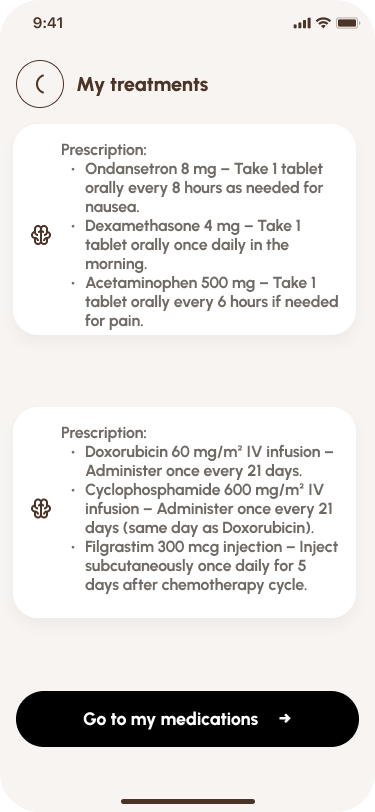 9:41
My treatments
Prescription:
· Ondansetron 8 mg – Take 1 tablet
orally every 8 hours as needed for
nausea.
· Dexamethasone 4 mg – Take 1
tablet orally once daily in the
morning.
· Acetaminophen 500 mg – Take 1
tablet orally every 6 hours if needed
for pain.
Prescription:
· Doxorubicin 60 mg/m² IV infusion –
Administer once every 21 days.
· Cyclophosphamide 600 mg/m² IV
infusion – Administer once every 21
days (same day as Doxorubicin).
· Filgrastim 300 mcg injection – Inject
subcutaneously once daily for 5
days after chemotherapy cycle.
Go to my medications →